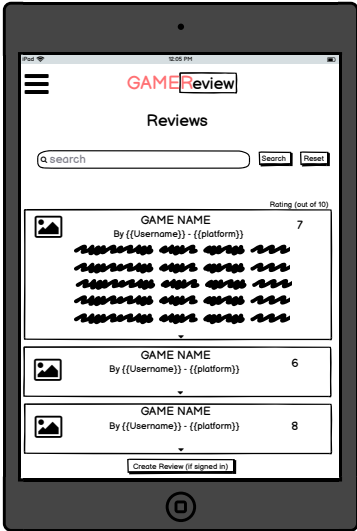 iPad 12:05 PM
GAMEReview
Reviews
search Search Reset
Rating (out of 10)
GAME NAME 7
By {{Username}} - {{platform}}
GAME NAME
By {{Username}} - {{platform}} 6
GAME NAME
By {{Username}} - {{platform}} 8
Create Review (if signed in)